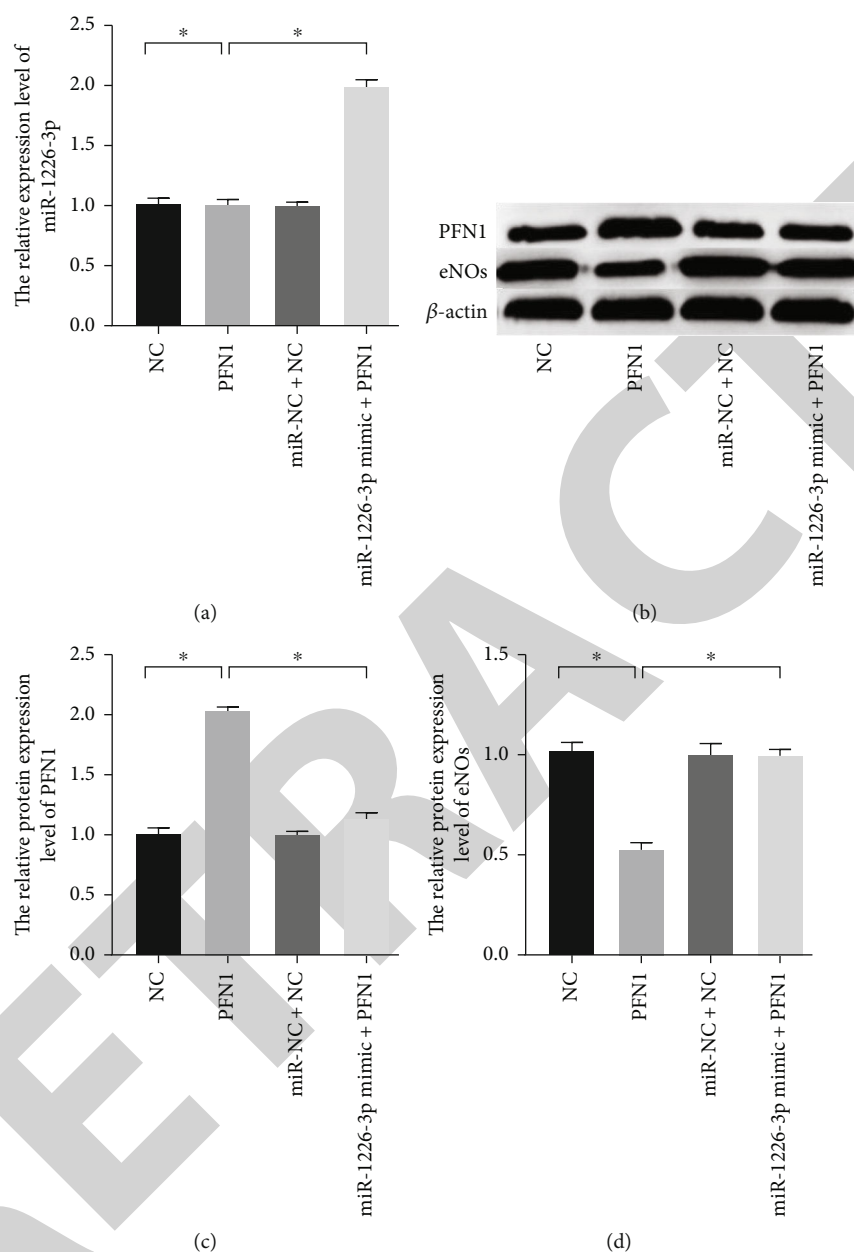 The relative expression level of
miR-1226-3p
2.5
2.0
1.5
1.0
0.5
0.0
*
*
NC
PFN1
miR-NC + NC
miR-1226-3p mimic + PFN1
(a)
PFN1
eNOs
β-actin
NC
PFN1
miR-NC + NC
miR-1226-3p mimic + PFN1
(b)
The relative protein expression
level of PFN1
2.5
2.0
1.5
1.0
0.5
0.0
*
*
NC
PFN1
miR-NC + NC
miR-1226-3p mimic + PFN1
(c)
The relative protein expression
level of eNOs
1.5
1.0
0.5
0.0
*
*
NC
PFN1
miR-NC + NC
miR-1226-3p mimic + PFN1
(d)
RETRACT